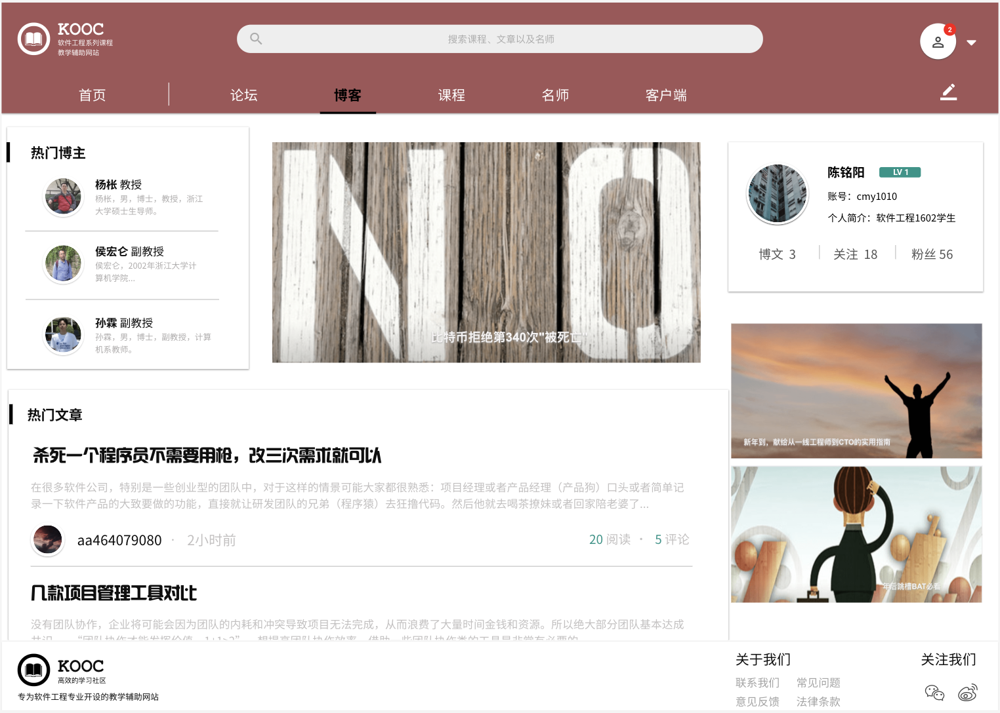 KOOC
软件工程系列课程
教学辅助网站
搜索课程、文章以及名师
2
首页
论坛
博客
课程
名师
客户端
热门博主
杨枨 教授
杨枨，男，博士，教授，浙江
大学硕士生导师。
侯宏仑 副教授
侯宏仑，2002年浙江大学计
算机学院...
孙霖 副教授
孙霖，男，博士，副教授，计算
机系教师。
NO
比特币拒绝第340次"被死亡"
陈铭阳 LV 1
账号：cmy1010
个人简介：软件工程1602学生
博文 3
关注 18
粉丝 56
新年到，献给从一线工程师到CTO的实用指南
年后跳槽BAT必看
热门文章
杀死一个程序员不需要用枪，改三次需求就可以
在很多软件公司，特别是一些创业型的团队中，对于这样的情景可能大家都很熟悉：项目经理或者产品经理（产品狗）口头或者简单记
录一下软件产品的大致要做的功能，直接就让研发团队的兄弟（程序猿）去狂撸代码。然后他就去喝茶撩妹或者回家陪老婆了...
aa464079080 · 2小时前
20 阅读 · 5 评论
几款项目管理工具对比
没有团队协作，企业将可能会因为团队的内耗和冲突导致项目无法完成，从而浪费了大量时间金钱和资源。所以绝大部分团队基本达成
KOOC
高效的学习社区
专为软件工程专业开设的教学辅助网站
关于我们
联系我们 常见问题
意见反馈 法律条款
关注我们